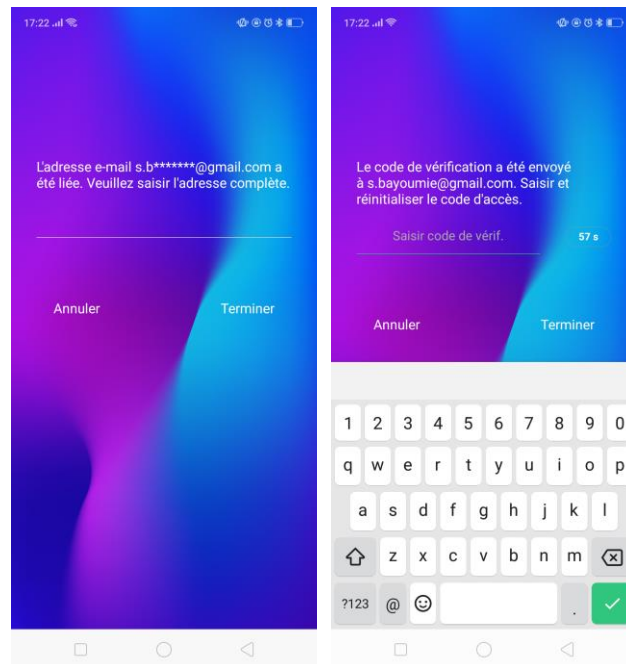 17:22
L'adresse e-mail s.b*******@gmail.com a
été liée. Veuillez saisir l'adresse complète.
Annuler
Terminer
17:22
Le code de vérification a été envoyé
à s.bayoumie@gmail.com. Saisir et
réinitialiser le code d'accès.
Saisir code de vérif.
57 s
Annuler
Terminer
1 2 3 4 5 6 7 8 9 0
q w e r t y u i o p
a s d f g h j k l
z x c v b n m
?123 @ .